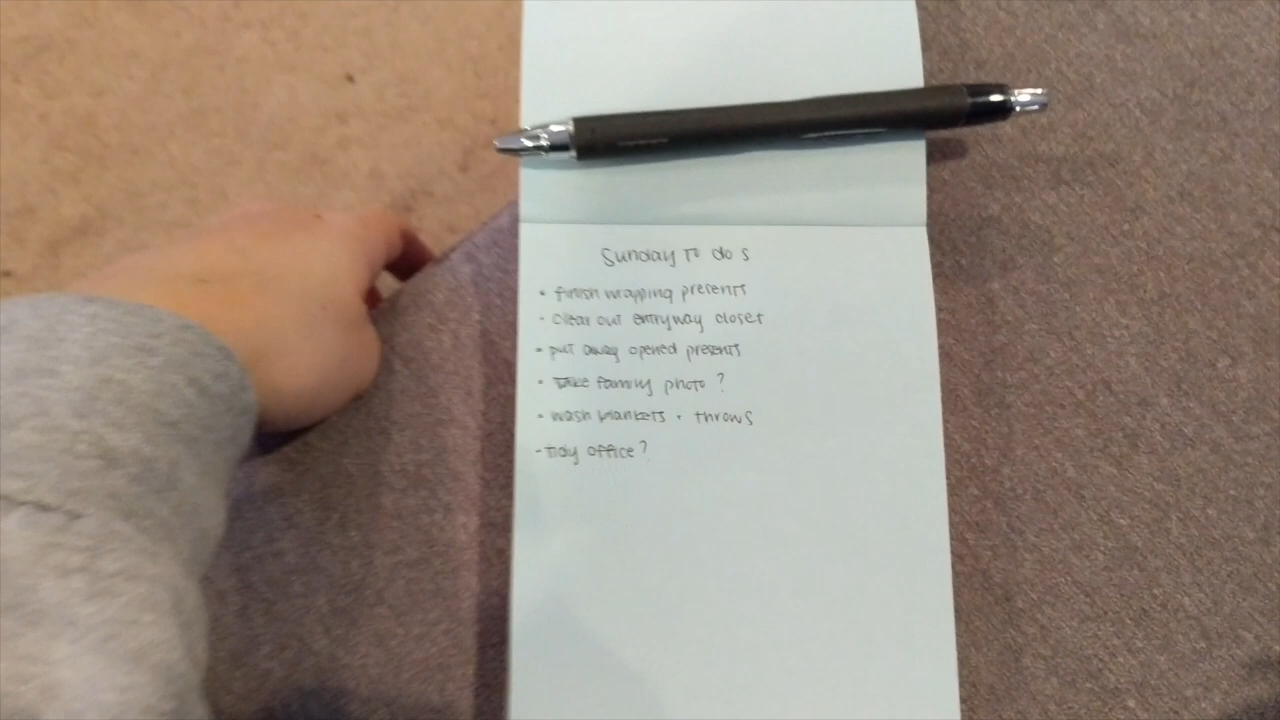 Sunday To do s
• finish wrapping presents
• clear out entryway closet
• put away opened presents
• Take family photo ?
• wash blankets + throws
- tidy office ?